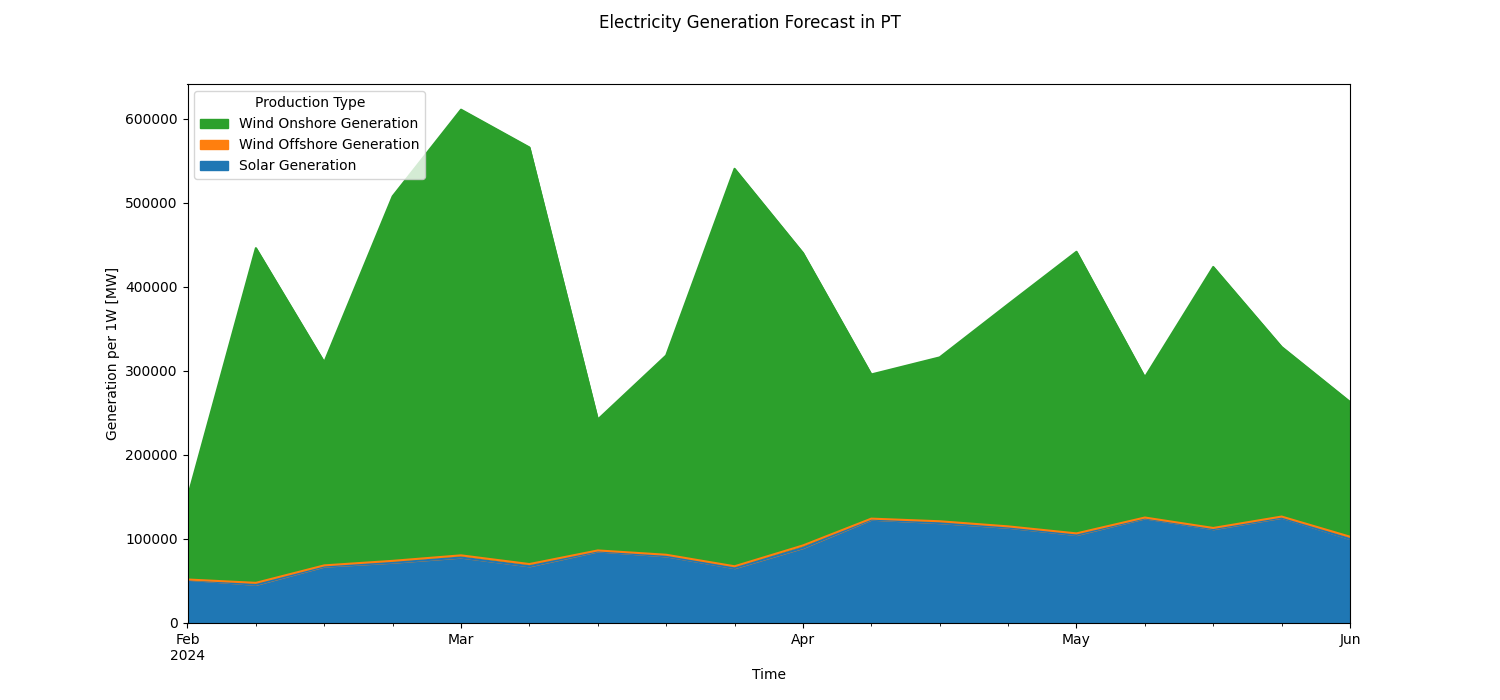 Electricity Generation Forecast in PT
Production Type
Wind Onshore Generation
Wind Offshore Generation
Solar Generation
600000
500000
400000
300000
200000
100000
0
Generation per 1W [MW]
Feb Mar Apr May Jun
2024
Time